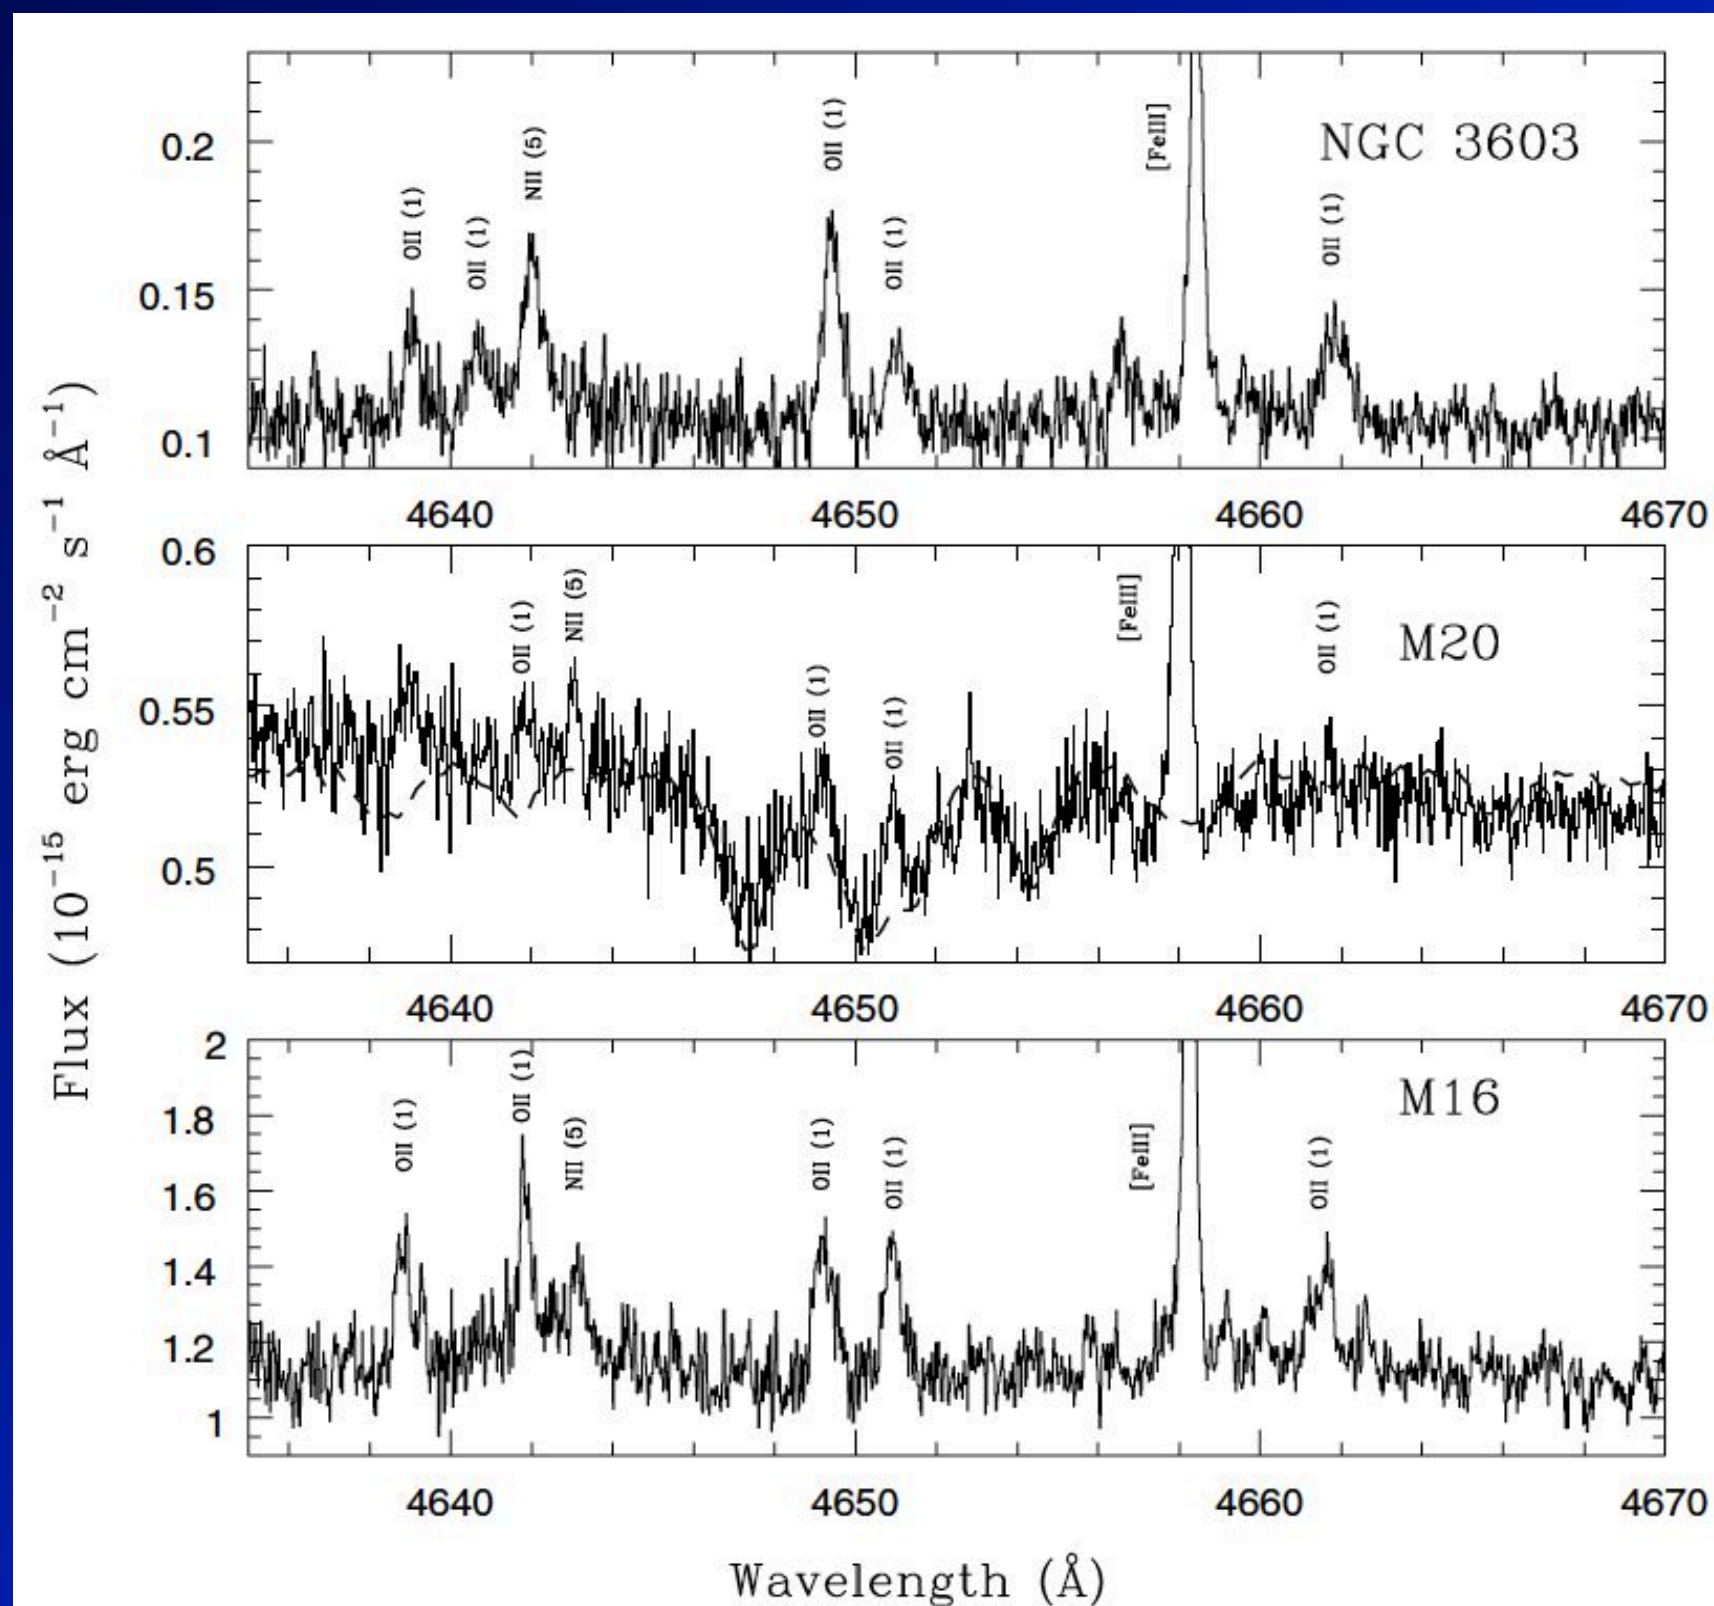 Flux (10⁻¹⁵ erg cm⁻² s⁻¹ Å⁻¹)
NGC 3603
0.2
0.15
0.1
OII (1)
OII (1)
NII (5)
OII (1)
OII (1)
[FeIII]
OII (1)
4640 4650 4660 4670
M20
0.6
0.55
0.5
OII (1)
NII (5)
OII (1)
OII (1)
[FeIII]
OII (1)
4640 4650 4660 4670
M16
2
1.8
1.6
1.4
1.2
1
OII (1)
OII (1)
NII (5)
OII (1)
OII (1)
[FeIII]
OII (1)
4640 4650 4660 4670
Wavelength (Å)